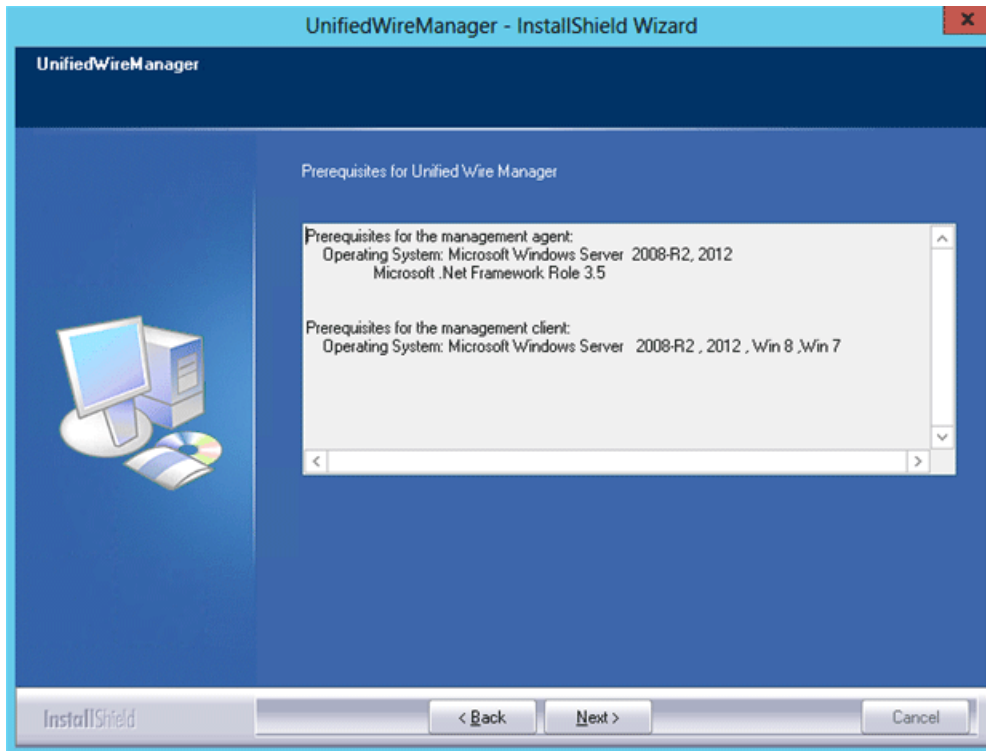 UnifiedWireManager - InstallShield Wizard
x
UnifiedWireManager
Prerequisites for Unified Wire Manager
Prerequisites for the management agent:
Operating System: Microsoft Windows Server 2008-R2, 2012
Microsoft .Net Framework Role 3.5
Prerequisites for the management client:
Operating System: Microsoft Windows Server 2008-R2 , 2012 , Win 8 ,Win 7
InstallShield
< Back
Next >
Cancel